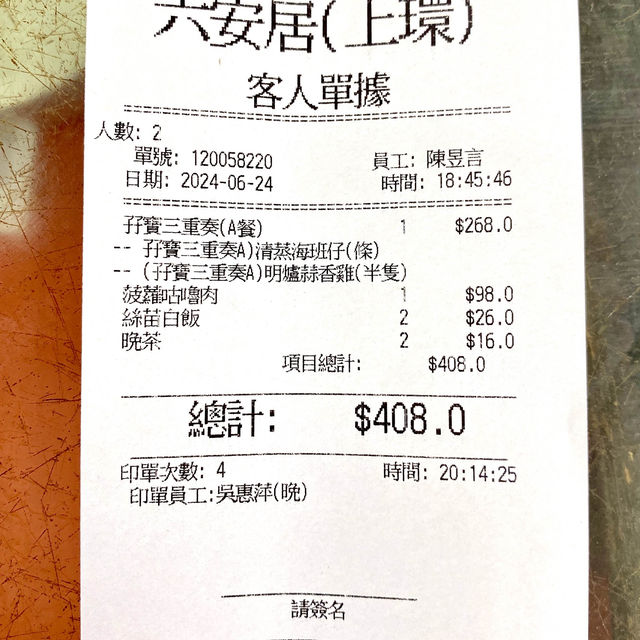 六安居(上環)
客人單據
人數: 2
單號: 120058220 員工: 陳昱言
日期: 2024-06-24 時間: 18:45:46
孖寶三重奏(A餐) 1 $268.0
-- 孖寶三重奏A)清蒸海班仔(條)
-- (孖寶三重奏A)明爐蒜香雞(半隻)
菠蘿咕嚕肉 1 $98.0
絲苗白飯 2 $26.0
晚茶 2 $16.0
項目總計: $408.0
總計: $408.0
印單次數: 4 時間: 20:14:25
印單員工:吳惠萍(晚)
請簽名